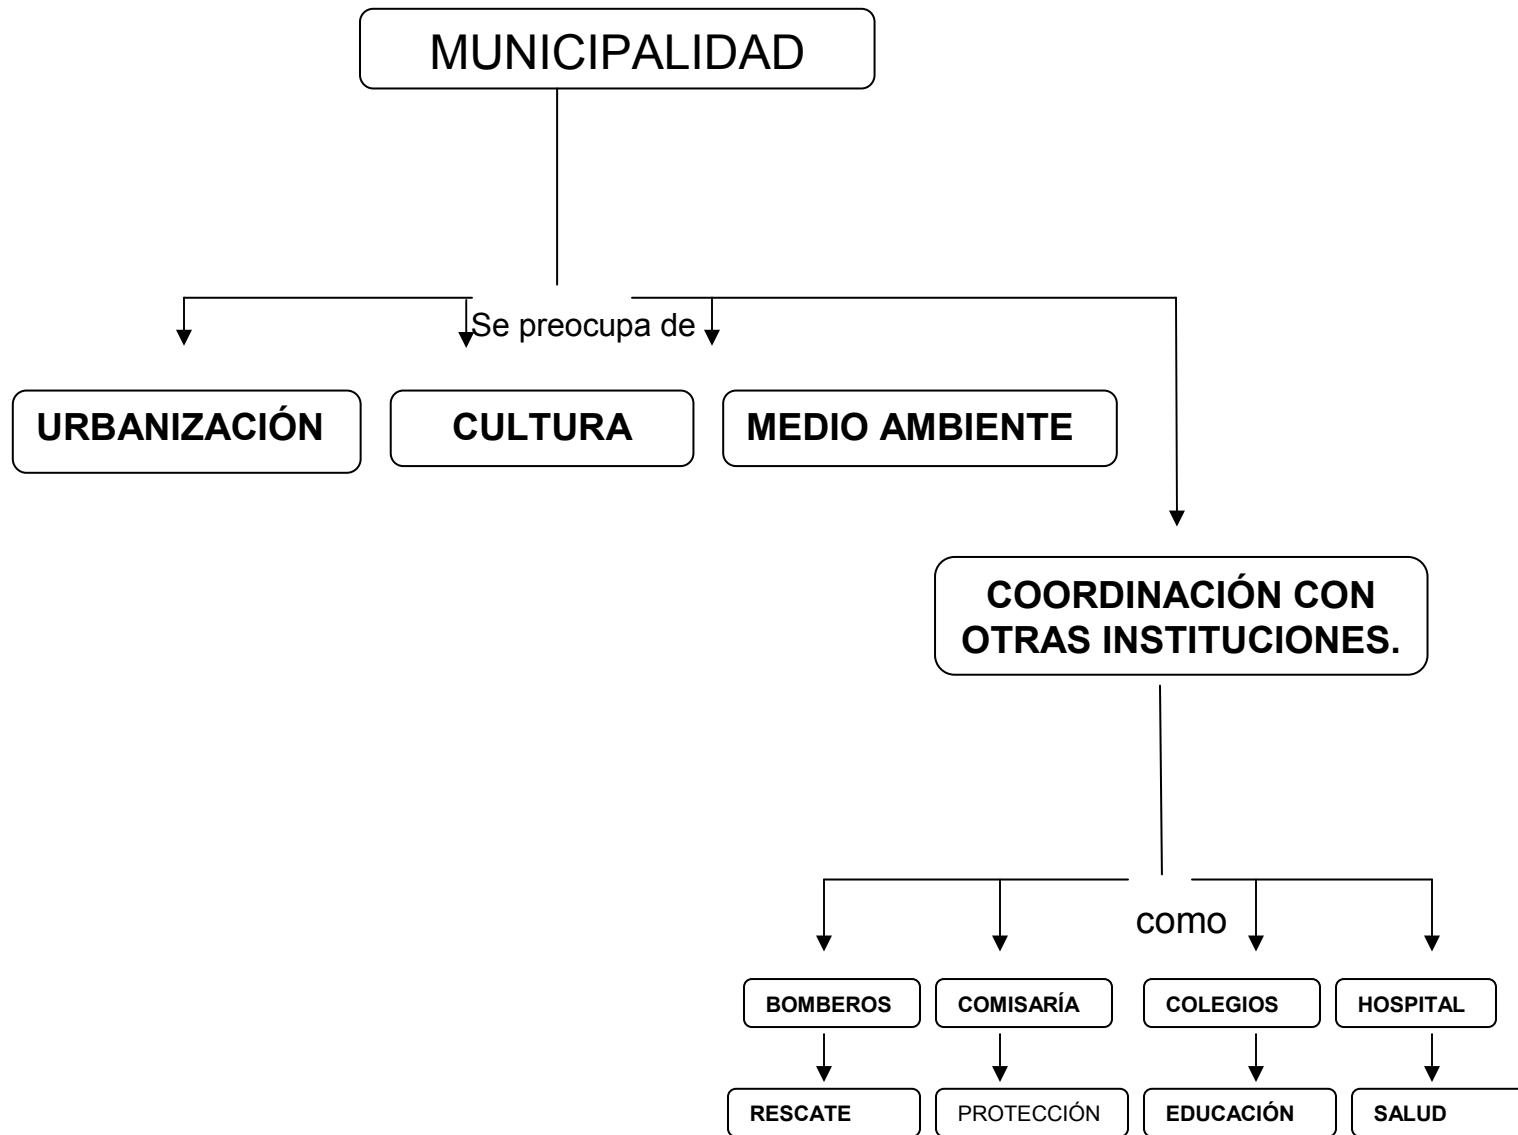 MUNICIPALIDAD
Se preocupa de
URBANIZACIÓN
CULTURA
MEDIO AMBIENTE
COORDINACIÓN CON
OTRAS INSTITUCIONES.
como
BOMBEROS
COMISARÍA
COLEGIOS
HOSPITAL
RESCATE
PROTECCIÓN
EDUCACIÓN
SALUD